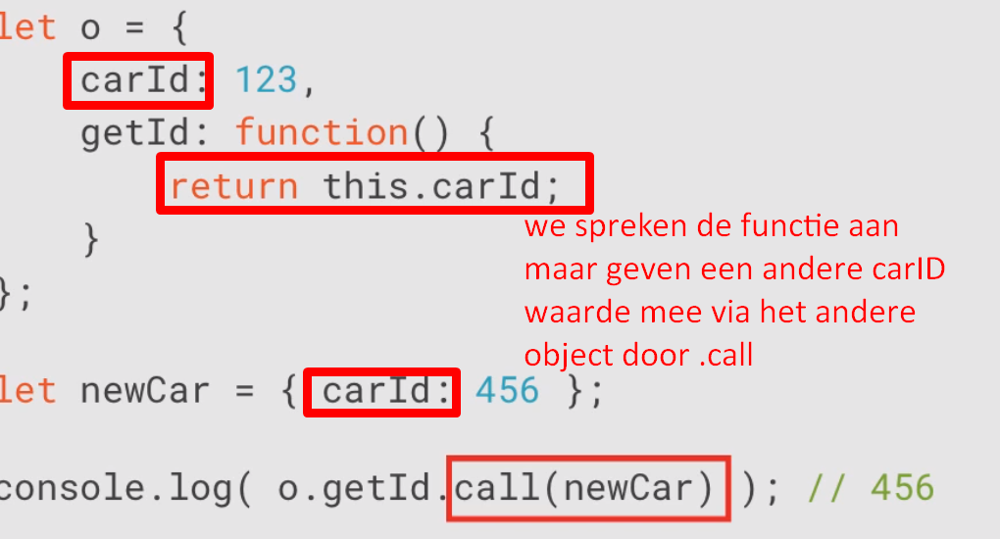 let o = {
carId: 123,
getId: function() {
return this.carId;
}
};
we spreken de functie aan
maar geven een andere carID
waarde mee via het andere
object door .call
let newCar = { carId: 456 };
console.log( o.getId.call(newCar) ); // 456